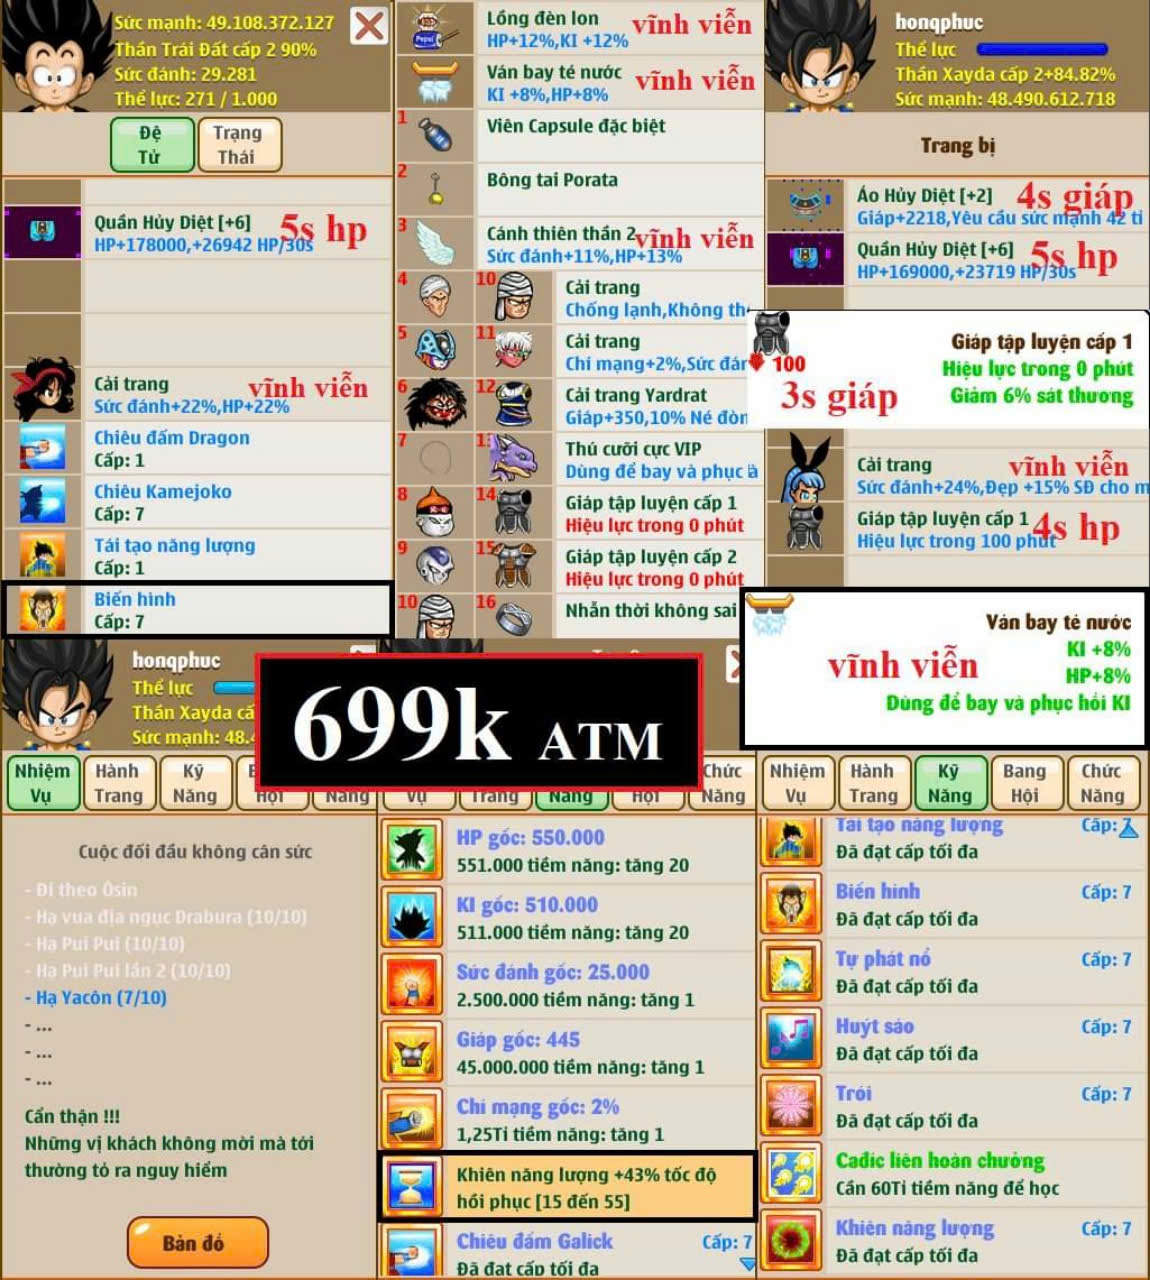 Sức mạnh: 49.108.372.127
Thần Trái Đất cấp 2 90%
Sức đánh: 29.281
Thể lực: 271 / 1.000
Đệ
Tử
Trạng
Thái
Quần Hủy Diệt [+6]
HP+178000,+26942 HP/30s
5s hp
Cải trang
Sức đánh+22%,HP+22%
vĩnh viễn
Chiêu đấm Dragon
Cấp: 1
Chiêu Kamejoko
Cấp: 7
Tái tạo năng lượng
Cấp: 1
Biến hình
Cấp: 7
Lồng đèn lon
HP+12%,KI +12%
vĩnh viễn
Ván bay té nước
KI +8%,HP+8%
vĩnh viễn
1
Viên Capsule đặc biệt
2
Bông tai Porata
3
Cánh thiên thần 2
Sức đánh+11%,HP+13%
vĩnh viễn
4
10
Cải trang
Chống lạnh,Không th
5
11
Cải trang
Chí mạng+2%,Sức đán
6
12
Cải trang Yardrat
Giáp+350,10% Né đòn
7
13
Thú cưỡi cực VIP
Dùng để bay và phục
8
14
Giáp tập luyện cấp 1
Hiệu lực trong 0 phút
9
15
Giáp tập luyện cấp 2
Hiệu lực trong 0 phút
10
16
Nhẫn thời không sai
hongphuc
Thể lực
Thần Xayda cấp 2+84.82%
Sức mạnh: 48.490.612.718
Trang bị
Áo Hủy Diệt [+2]
Giáp+2218,Yêu cầu sức mạnh 42 tỉ
4s giáp
Quần Hủy Diệt [+6]
HP+169000,+23719 HP/30s
5s hp
Giáp tập luyện cấp 1
100
Hiệu lực trong 0 phút
Giảm 6% sát thương
3s giáp
Cải trang
Sức đánh+24%,Đẹp +15% SĐ cho m
vĩnh viễn
Giáp tập luyện cấp 1
Hiệu lực trong 100 phút
4s hp
Ván bay té nước
KI +8%
HP+8%
Dùng để bay và phục hồi KI
vĩnh viễn
hongphuc
Thể lực
Thần Xayda cấ
Sức mạnh: 48.4
699k ATM
Nhiệm
Vụ
Hành
Trang
Kỹ
Năng
Hội
Năng
Cuộc đối đầu không cân sức
- Đi theo Ôsin
- Hạ vua địa ngục Drabura (10/10)
- Hạ Pui Pui (10/10)
- Hạ Pui Pui lần 2 (10/10)
- Hạ Yacôn (7/10)
- ...
- ...
- ...
Cẩn thận !!!
Những vị khách không mời mà tới
thường tỏ ra nguy hiểm
Bản đồ
Vụ
Trang
Năng
Hội
Chức
Năng
HP gốc: 550.000
551.000 tiềm năng: tăng 20
KI gốc: 510.000
511.000 tiềm năng: tăng 20
Sức đánh gốc: 25.000
2.500.000 tiềm năng: tăng 1
Giáp gốc: 445
45.000.000 tiềm năng: tăng 1
Chí mạng gốc: 2%
1,25Tỉ tiềm năng: tăng 1
Khiên năng lượng +43% tốc độ
hồi phục [15 đến 55]
Chiêu đấm Galick
Cấp: 7
Đã đạt cấp tối đa
Nhiệm
Vụ
Hành
Trang
Kỹ
Năng
Bang
Hội
Chức
Năng
Tái tạo năng lượng
Cấp: 7
Đã đạt cấp tối đa
Biến hình
Cấp: 7
Đã đạt cấp tối đa
Tự phát nổ
Cấp: 7
Đã đạt cấp tối đa
Huýt sáo
Cấp: 7
Đã đạt cấp tối đa
Trói
Cấp: 7
Đã đạt cấp tối đa
Cađíc liên hoàn chưởng
Cần 60Tỉ tiềm năng để học
Khiên năng lượng
Cấp: 7
Đã đạt cấp tối đa